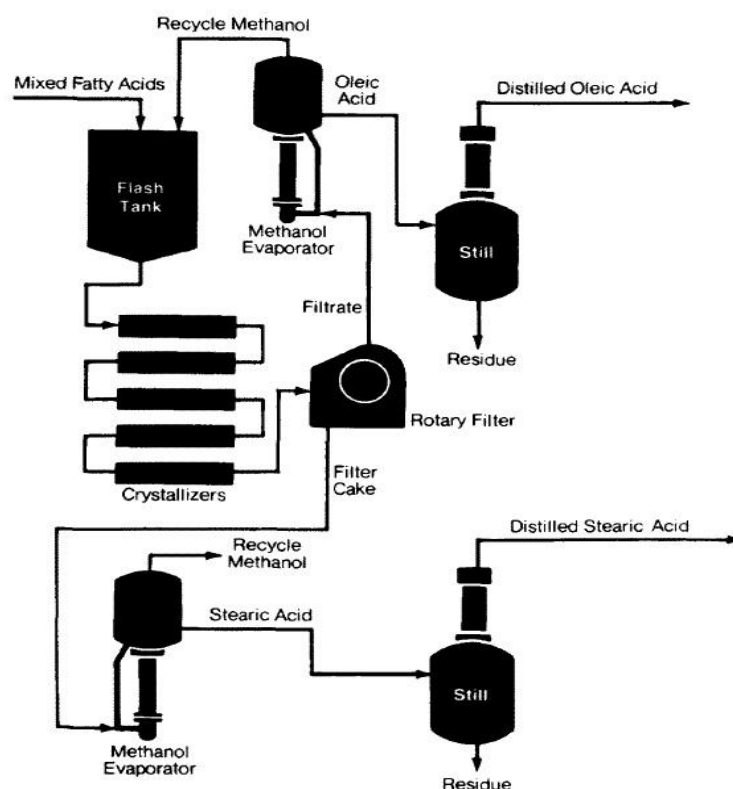 Recycle Methanol
Mixed Fatty Acids
Oleic
Acid
Distilled Oleic Acid
Flash
Tank
Methanol
Evaporator
Still
Filtrate
Residue
Rotary Filter
Crystallizers
Filter
Cake
Distilled Stearic Acid
Recycle
Methanol
Stearic Acid
Still
Methanol
Evaporator
Residue